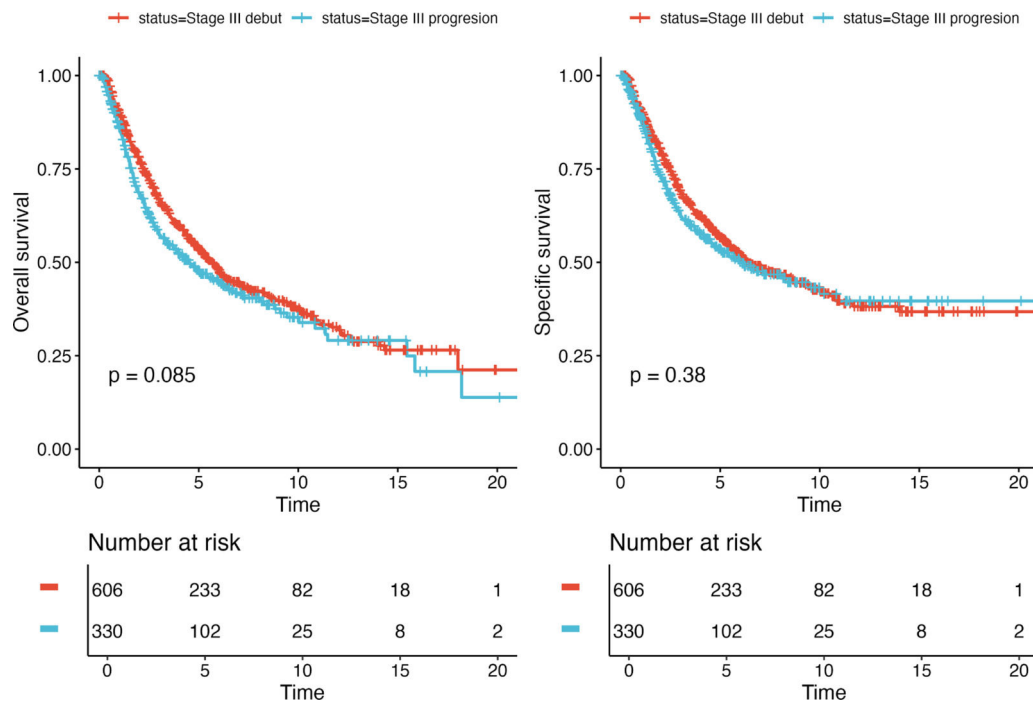 status=Stage III debut status=Stage III progresion
status=Stage III debut status=Stage III progresion
Overall survival
1.00
0.75
0.50
0.25
0.00
p = 0.085
0 5 10 15 20
Time
Specific survival
1.00
0.75
0.50
0.25
0.00
p = 0.38
0 5 10 15 20
Time
Number at risk
606 233 82 18 1
330 102 25 8 2
0 5 10 15 20
Time
Number at risk
606 233 82 18 1
330 102 25 8 2
0 5 10 15 20
Time